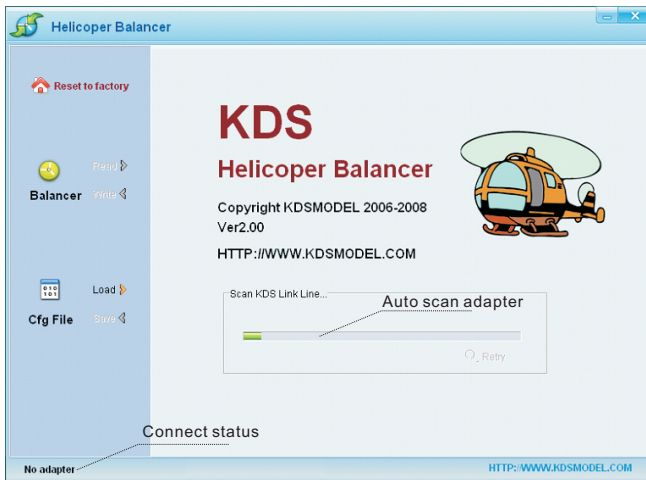 Helicoper Balancer
Reset to factory
KDS
Helicoper Balancer
Read
Balancer
Write
Copyright KDSMODEL 2006-2008
Ver2.00
HTTP://WWW.KDSMODEL.COM
010
101
Load
Cfg File
Save
Scan KDS Link Line...
Auto scan adapter
Retry
Connect status
No adapter
HTTP://WWW.KDSMODEL.COM